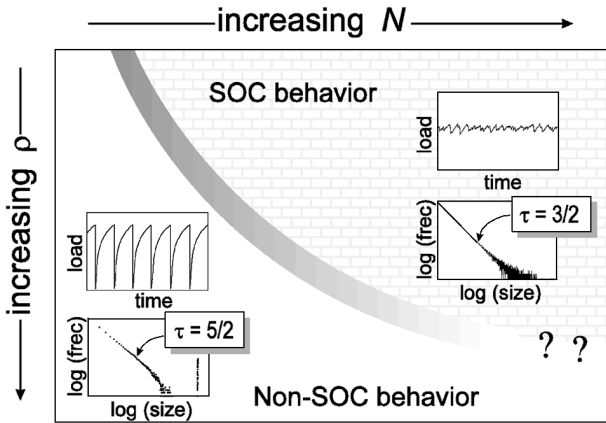 increasing N
increasing ρ
SOC behavior
load
time
log (frec)
τ = 3/2
log (size)
load
time
log (frec)
τ = 5/2
log (size)
? ?
Non-SOC behavior